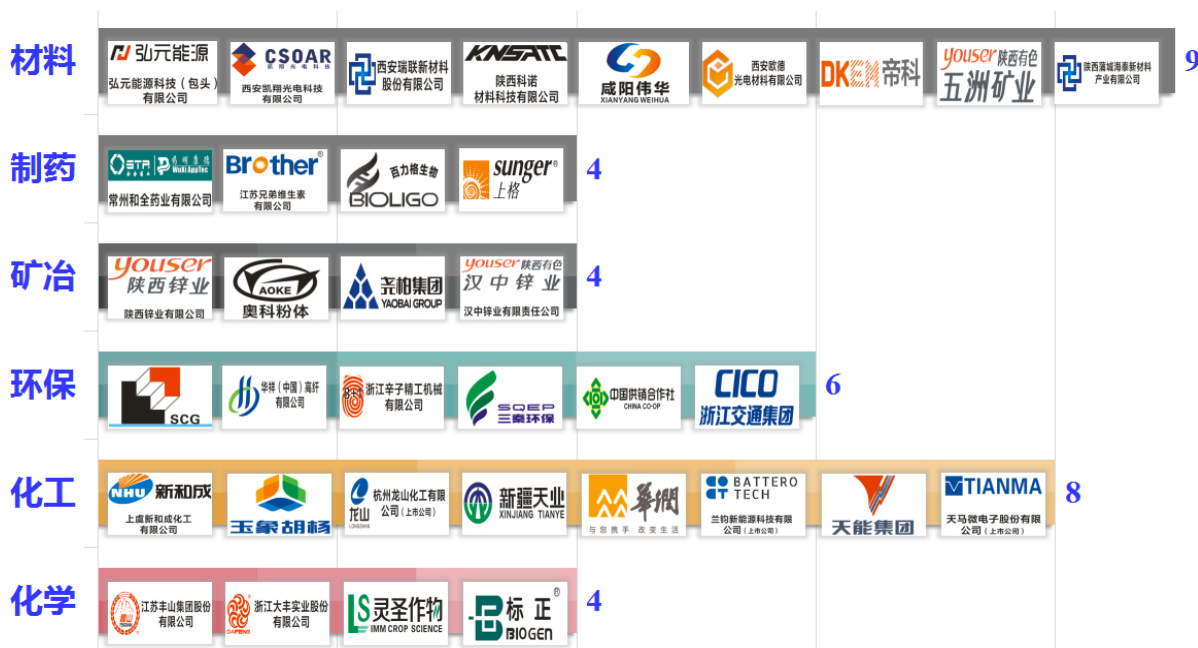 材料
弘元能源
弘元能源科技（包头）
有限公司
CSOAR
凯翔光电科技
西安凯翔光电科技
有限公司
西安瑞联新材料
股份有限公司
KNSATC
陕西科诺
材料科技有限公司
咸阳伟华
XIANYANG WEIHUA
西安欧德
光电材料有限公司
DKEM帝科
youser陕西有色
五洲矿业
陕西蒲城海泰新材料
产业有限公司
9
制药
STA
WuXi AppTec
常州和全药业有限公司
Brother®
江苏兄弟维生素
有限公司
百力格生物
BIOLIGO
sunger®
上格
4
矿冶
youser
陕西锌业
陕西锌业有限公司
AOKE
奥科粉体
尧柏集团
YAOBAI GROUP
youser陕西有色
汉中锌业
汉中锌业有限责任公司
4
环保
SCG
华祥（中国）高纤
有限公司
浙江辛子精工机械
有限公司
SQEP
三秦环保
中国供销合作社
CHINA CO-OP
CICO
浙江交通集团
6
化工
NHU 新和成
上虞新和成化工
有限公司
玉象胡杨
龙山
LONGSHAN
杭州龙山化工有限
公司（上市公司）
新疆天业
XINJIANG TIANYE
華潤
与您携手 改变生活
BATTERO
TECH
兰钧新能源科技有限
公司（上市公司）
天能集团
TIANMA
天马微电子股份有限
公司（上市公司）
8
化学
江苏丰山集团股份
有限公司
DAFENG
浙江大丰实业股份
有限公司
LS灵圣作物
IMM CROP SCIENCE
标正®
BIOGEN
4